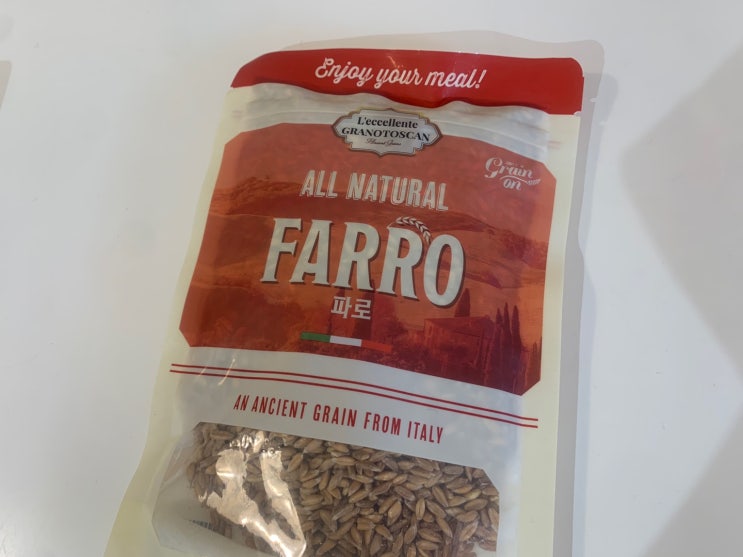 Enjoy your meal!
L'eccellente
GRANOTOSCAN
Grain
on
ALL NATURAL
FARRO
파로
AN ANCIENT GRAIN FROM ITALY